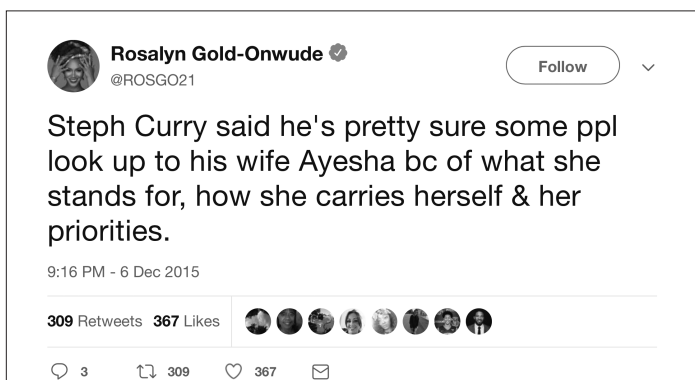 Rosalyn Gold-Onwude
@ROSGO21
Follow
Steph Curry said he's pretty sure some ppl
look up to his wife Ayesha bc of what she
stands for, how she carries herself & her
priorities.
9:16 PM - 6 Dec 2015
309 Retweets 367 Likes
3 309 367